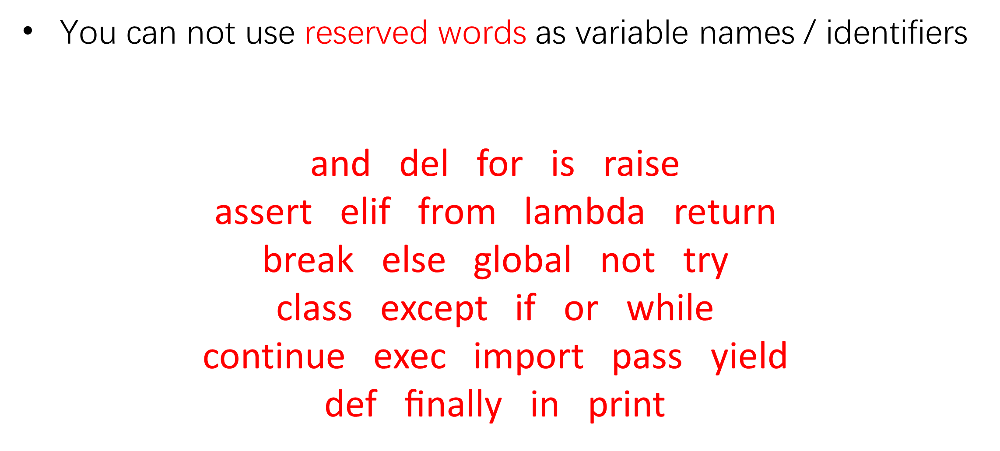 • You can not use reserved words as variable names / identifiers
and del for is raise
assert elif from lambda return
break else global not try
class except if or while
continue exec import pass yield
def finally in print